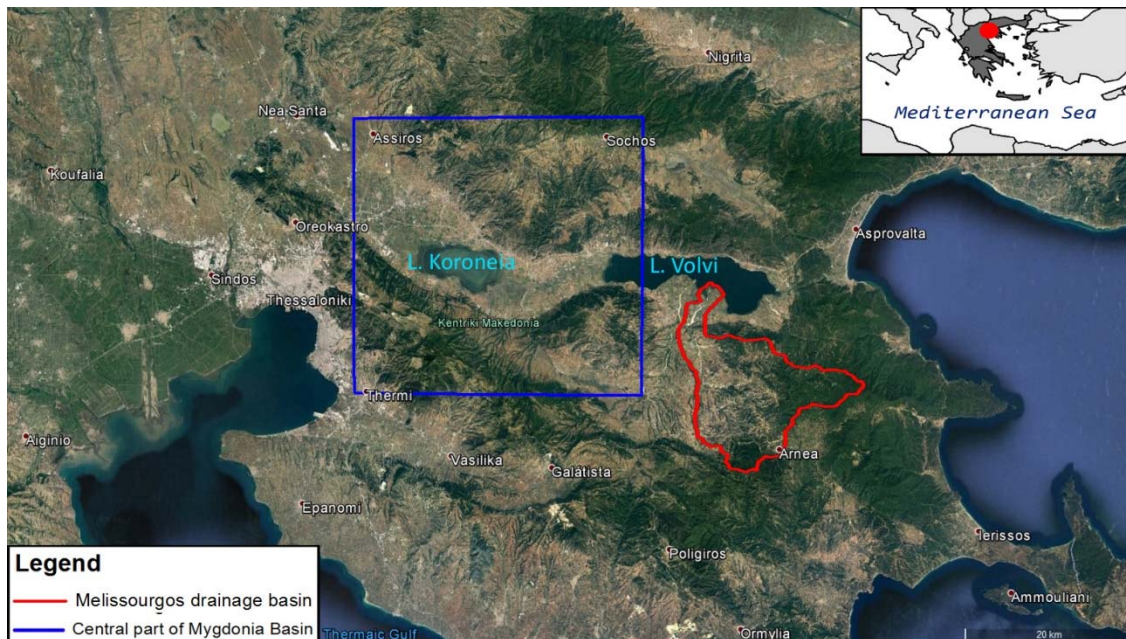 Mediterranean Sea
Nigrita
Nea Santa
Assiros
Sochos
Koufalia
Oreokastro
Asprovalta
L. Koroneia
L. Volvi
Sindos
Thessaloniki
Kentriki Makedonia
Thermi
Aiginio
Vasilika
Galátista
Arnea
Epanomi
Ierissos
Poligiros
Ammouliani
Legend
Melissourgos drainage basin
Central part of Mygdonia Basin
Thermaic Gulf
Ormylia
20 km